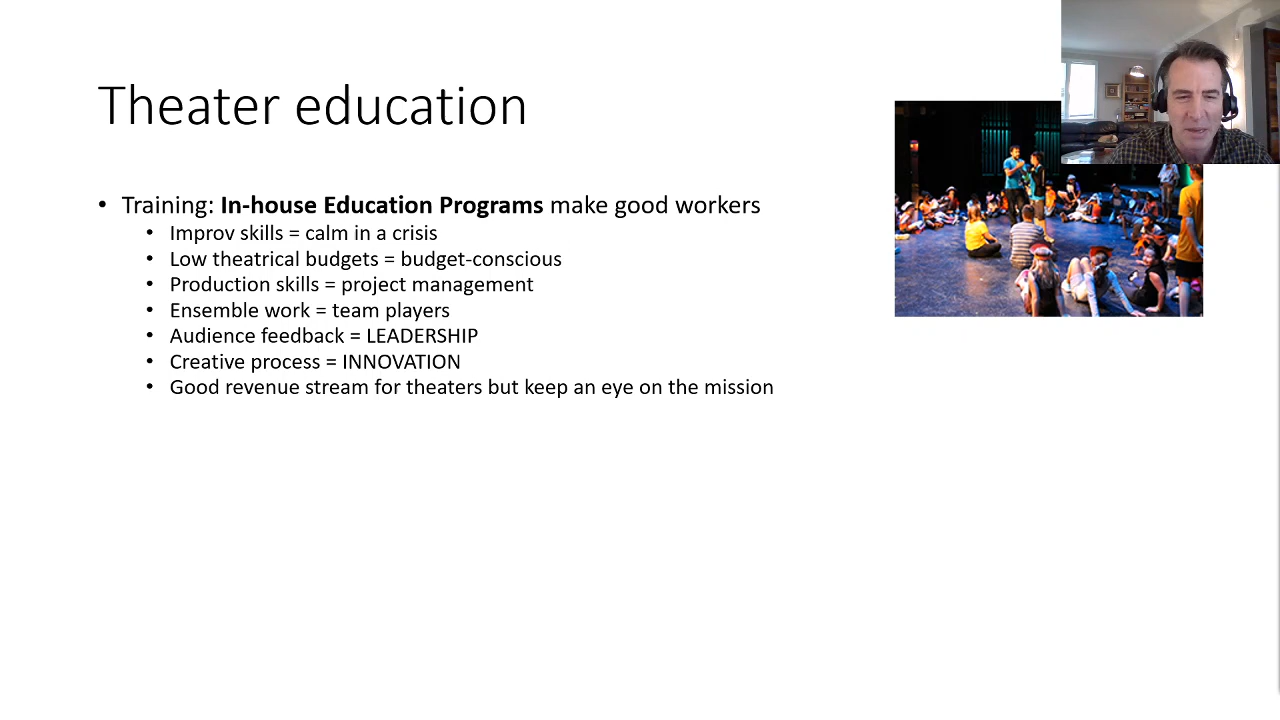 Theater education
• Training: In-house Education Programs make good workers
• Improv skills = calm in a crisis
• Low theatrical budgets = budget-conscious
• Production skills = project management
• Ensemble work = team players
• Audience feedback = LEADERSHIP
• Creative process = INNOVATION
• Good revenue stream for theaters but keep an eye on the mission